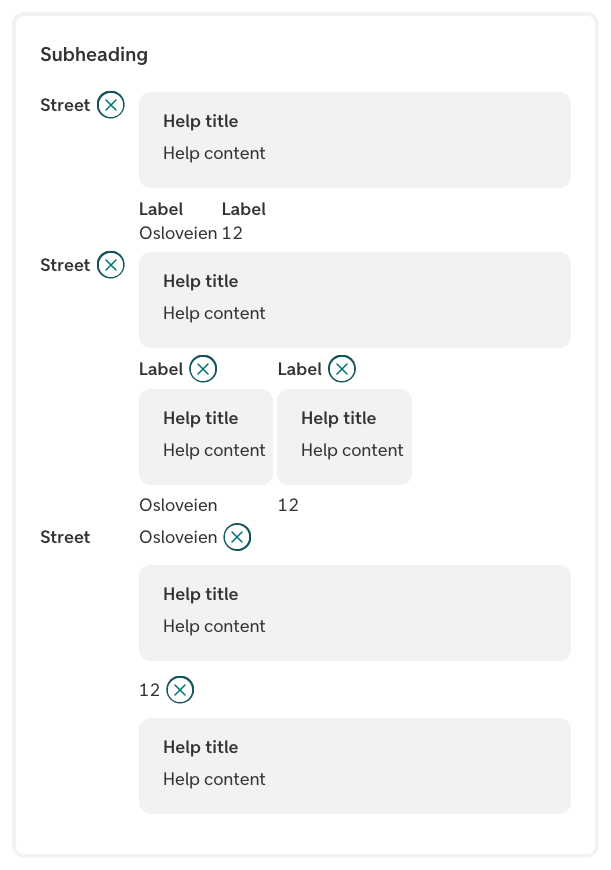 Subheading
Street
Help title
Help content
Label Label
Osloveien 12
Street
Help title
Help content
Label Label
Help title Help title
Help content Help content
Osloveien 12
Street Osloveien
Help title
Help content
12
Help title
Help content